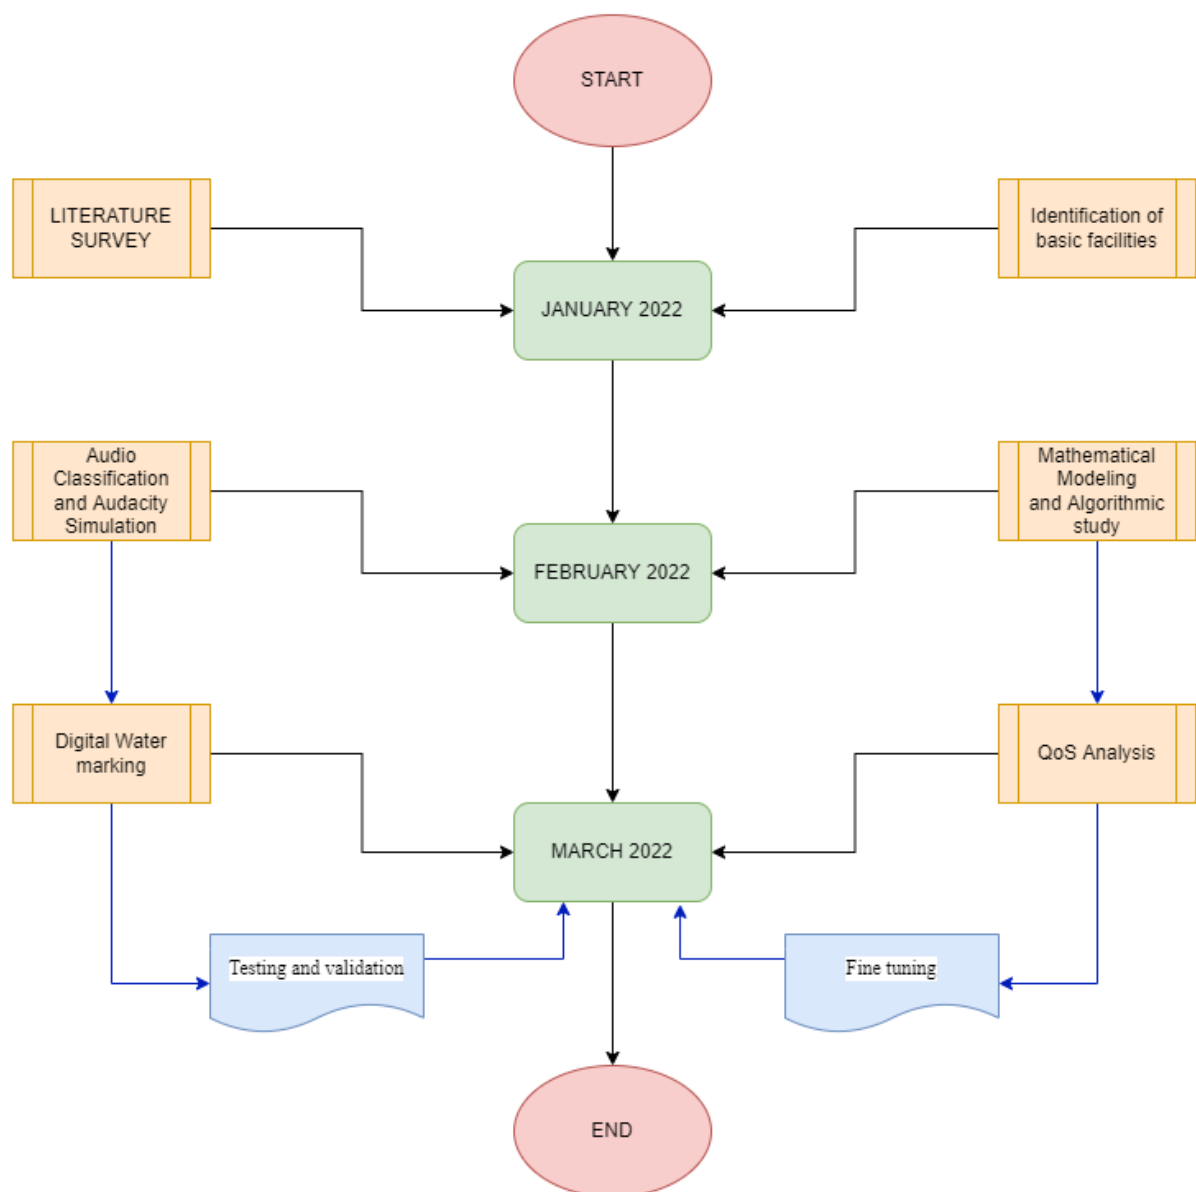 START
LITERATURE
SURVEY
Identification of
basic facilities
JANUARY 2022
Audio
Classification
and Audacity
Simulation
Mathematical
Modeling
and Algorithmic
study
FEBRUARY 2022
Digital Water
marking
QoS Analysis
MARCH 2022
Testing and validation
Fine tuning
END